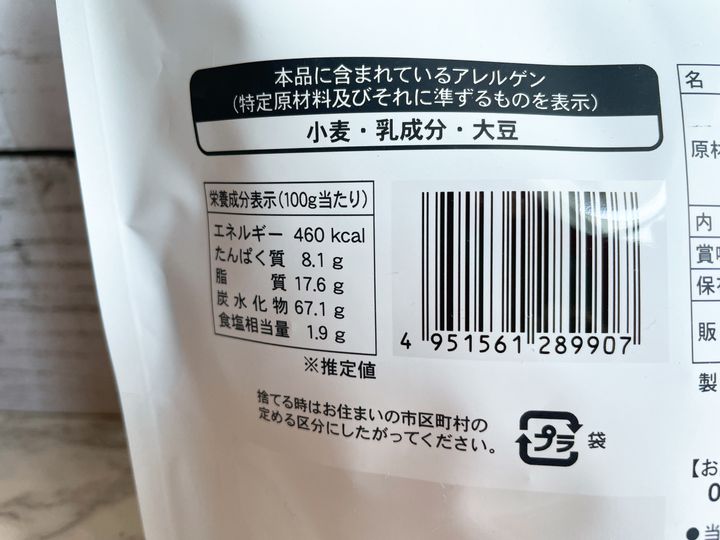 本品に含まれているアレルゲン
(特定原材料及びそれに準ずるものを表示)
小麦・乳成分・大豆
栄養成分表示(100g当たり)
エネルギー 460 kcal
たんぱく質 8.1 g
脂 質 17.6 g
炭水化物 67.1 g
食塩相当量 1.9 g
※推定値
4 951561 289907
捨てる時はお住まいの市区町村の
定める区分にしたがってください。
プラ 袋
名
原材
内
賞
保
販
製
【お
0
●当